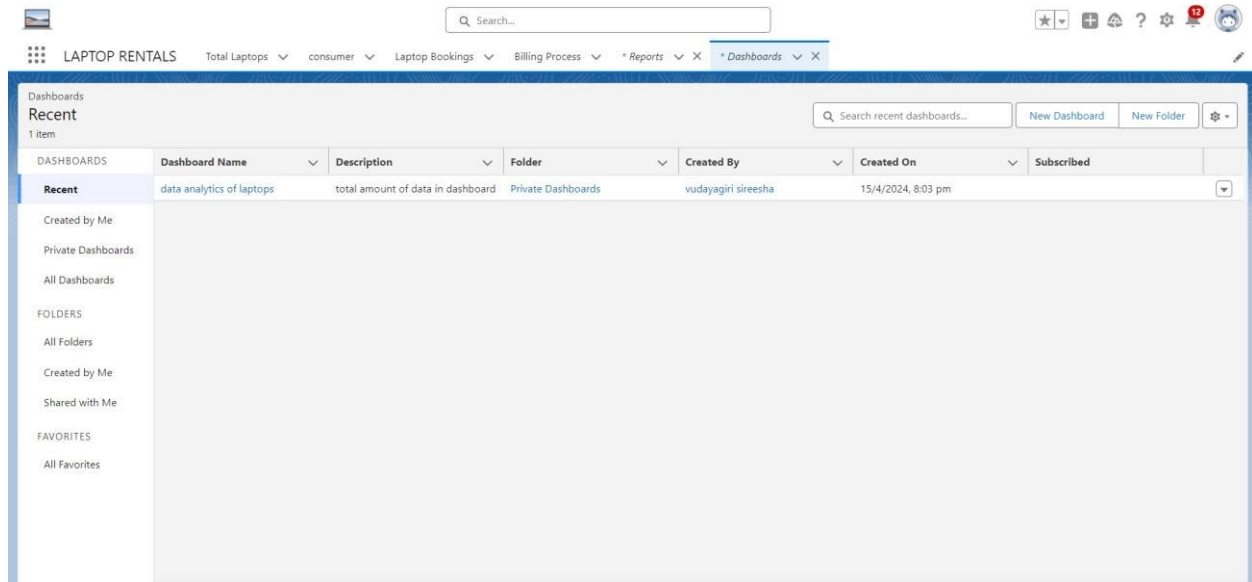 Search...
12
LAPTOP RENTALS Total Laptops consumer Laptop Bookings Billing Process * Reports * Dashboards
Dashboards
Recent
1 item
Search recent dashboards... New Dashboard New Folder
DASHBOARDS Dashboard Name Description Folder Created By Created On Subscribed
Recent data analytics of laptops total amount of data in dashboard Private Dashboards vudayagiri sireesha 15/4/2024, 8:03 pm
Created by Me
Private Dashboards
All Dashboards
FOLDERS
All Folders
Created by Me
Shared with Me
FAVORITES
All Favorites